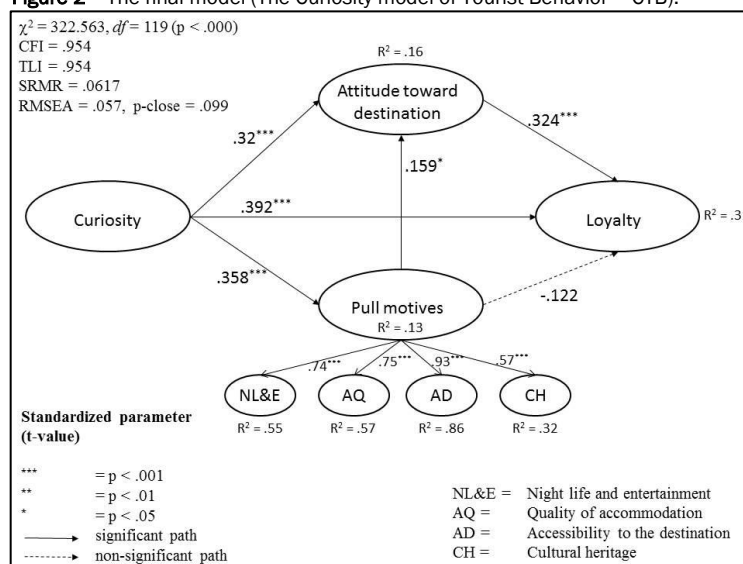 Figure 2 The final model (The Curiosity model of Tourist Behavior – CTB).
χ² = 322.563, df = 119 (p < .000)
CFI = .954
TLI = .954
SRMR = .0617
RMSEA = .057, p-close = .099
R² = .16
Attitude toward
destination
.32***
.324***
.159*
Curiosity
.392***
Loyalty
R² = .3
.358***
-.122
Pull motives
R² = .13
.74***
.75***
.93***
.57***
NL&E
AQ
AD
CH
R² = .55
R² = .57
R² = .86
R² = .32
Standardized parameter
(t-value)
*** = p < .001
** = p < .01
* = p < .05
significant path
non-significant path
NL&E = Night life and entertainment
AQ = Quality of accommodation
AD = Accessibility to the destination
CH = Cultural heritage